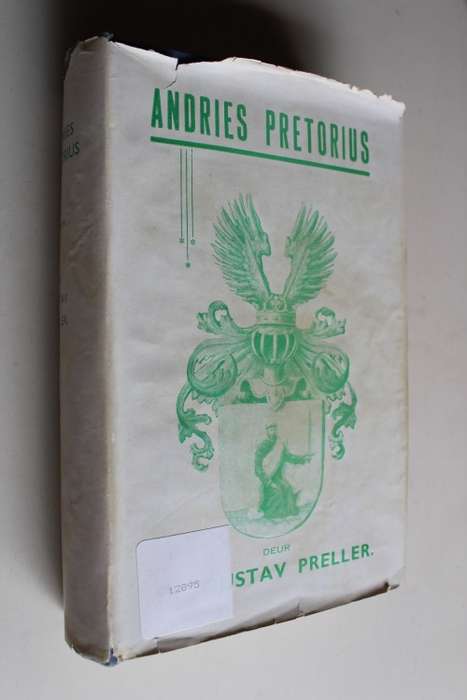 ANDRIES PRETORIUS
DEUR
USTAV PRELLER.
12895